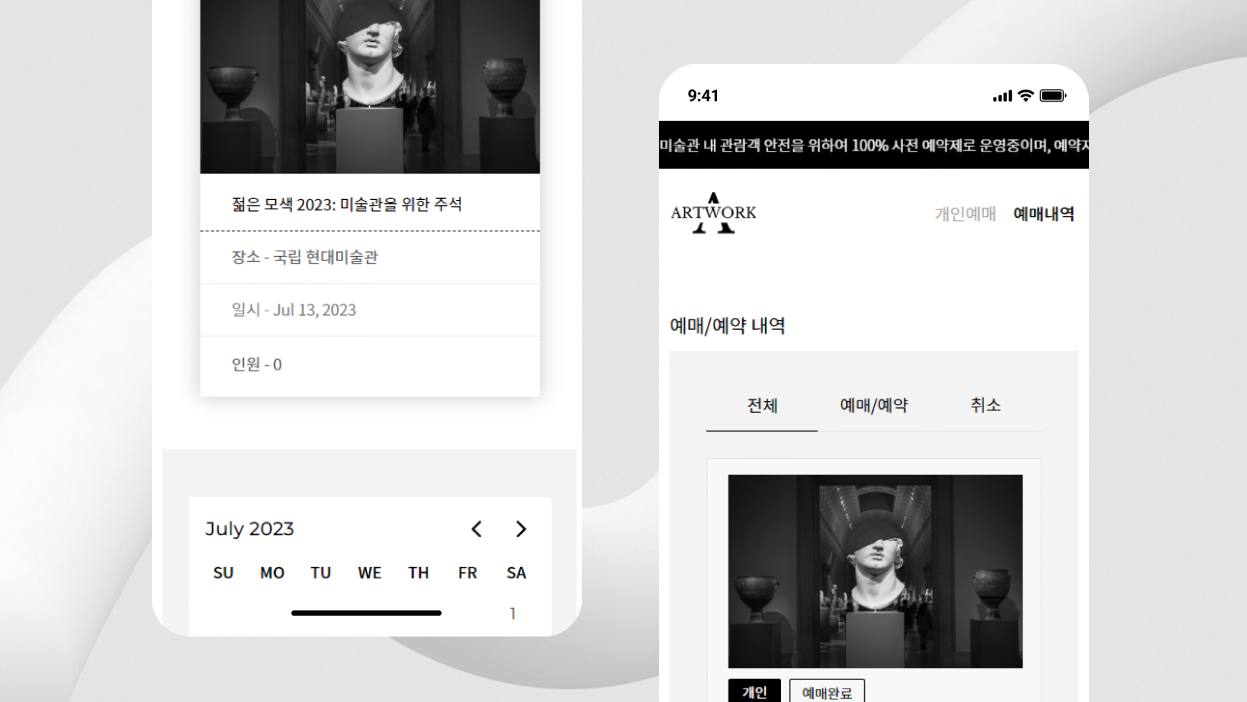 젊은 모색 2023: 미술관을 위한 주석
장소 - 국립 현대미술관
일시 - Jul 13, 2023
인원 - 0
July 2023
SU MO TU WE TH FR SA
1
9:41
미술관 내 관람객 안전을 위하여 100% 사전 예약제로 운영중이며, 예약자
ARTWORK
개인예매 예매내역
예매/예약 내역
전체 예매/예약 취소
개인 예매완료